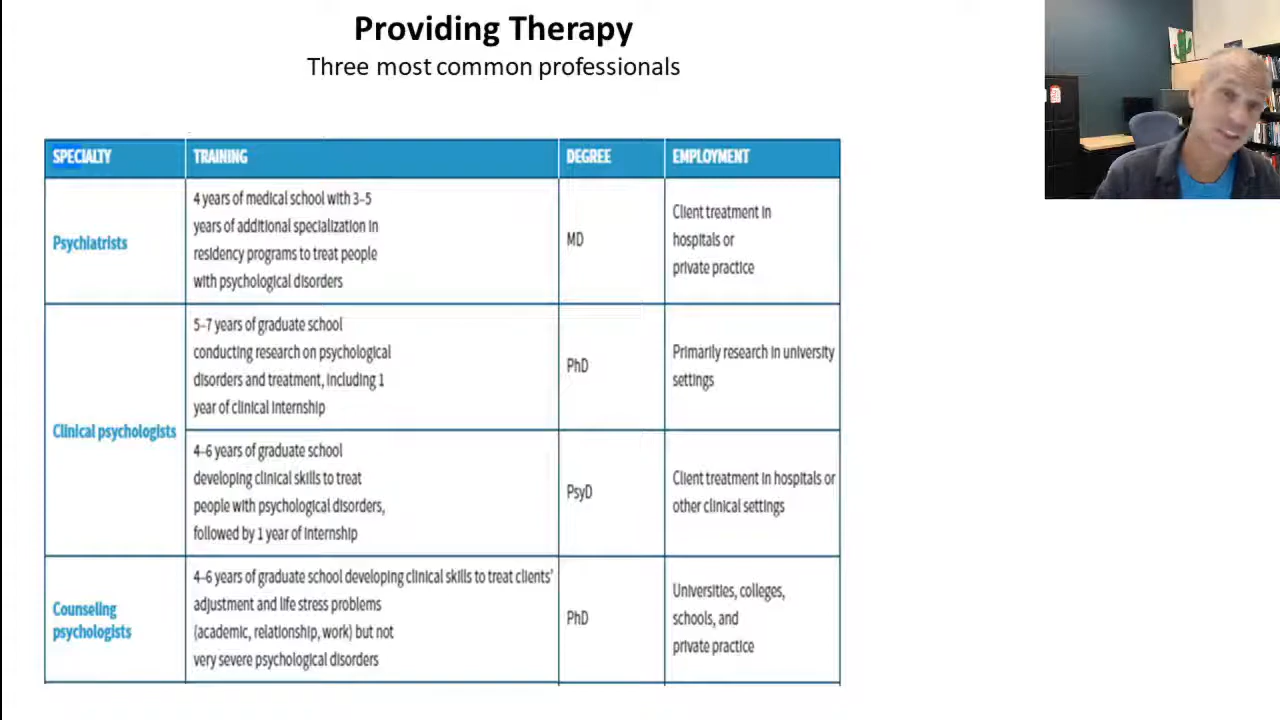 Providing Therapy
Three most common professionals
SPECIALTY
TRAINING
DEGREE
EMPLOYMENT
Psychiatrists
4 years of medical school with 3–5
years of additional specialization in
residency programs to treat people
with psychological disorders
MD
Client treatment in
hospitals or
private practice
Clinical psychologists
5–7 years of graduate school
conducting research on psychological
disorders and treatment, including 1
year of clinical internship
PhD
Primarily research in university
settings
4–6 years of graduate school
developing clinical skills to treat
people with psychological disorders,
followed by 1 year of internship
PsyD
Client treatment in hospitals or
other clinical settings
Counseling
psychologists
4–6 years of graduate school developing clinical skills to treat clients’
adjustment and life stress problems
(academic, relationship, work) but not
very severe psychological disorders
PhD
Universities, colleges,
schools, and
private practice